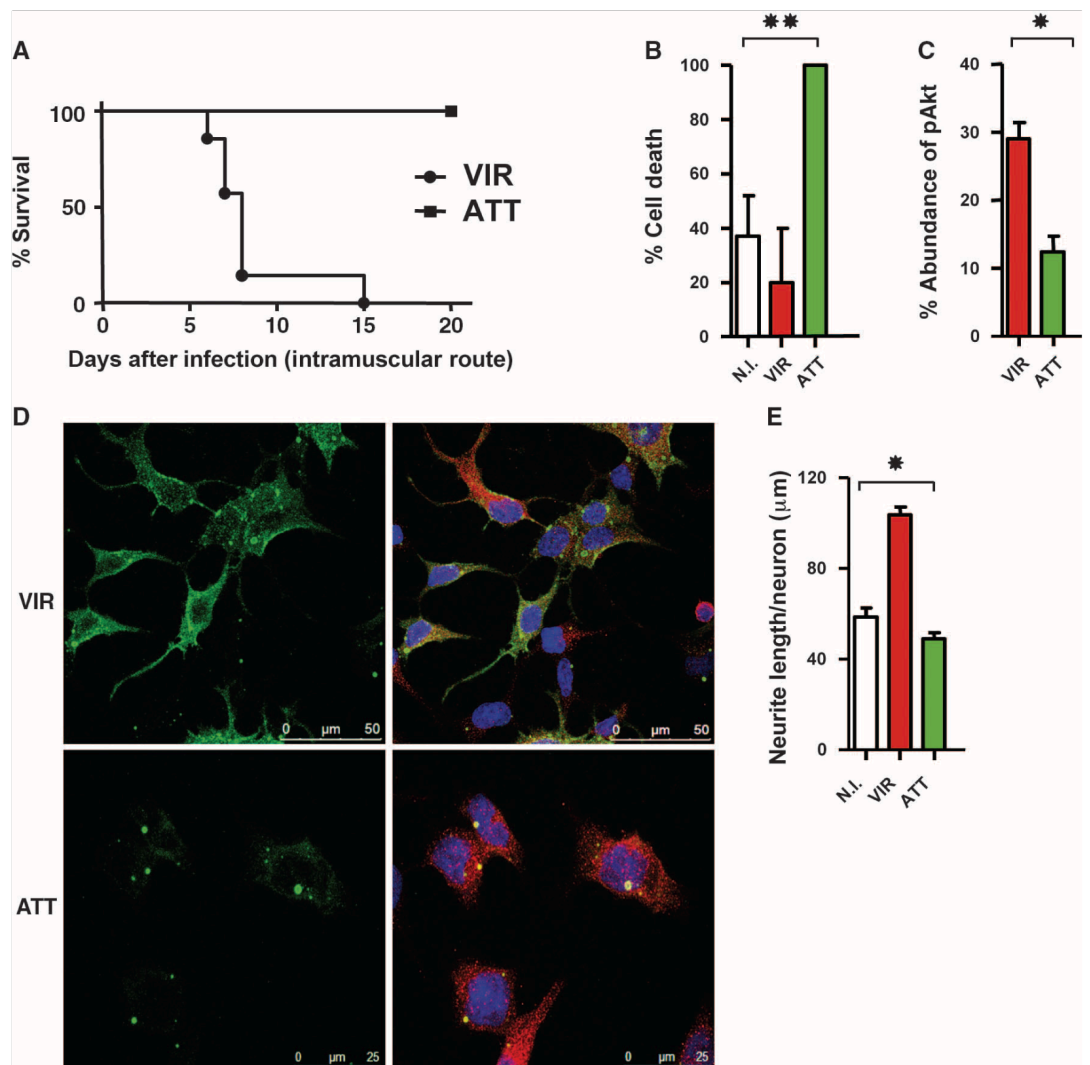 A
% Survival
100
50
0
0 5 10 15 20
Days after infection (intramuscular route)
VIR
ATT
B
**
% Cell death
100
80
60
40
20
0
N.I. VIR ATT
C
*
% Abundance of pAkt
40
30
20
10
0
VIR ATT
D
VIR
0 µm 50
0 µm 50
ATT
0 µm 25
0 µm 25
E
*
Neurite length/neuron (µm)
120
80
40
0
N.I. VIR ATT